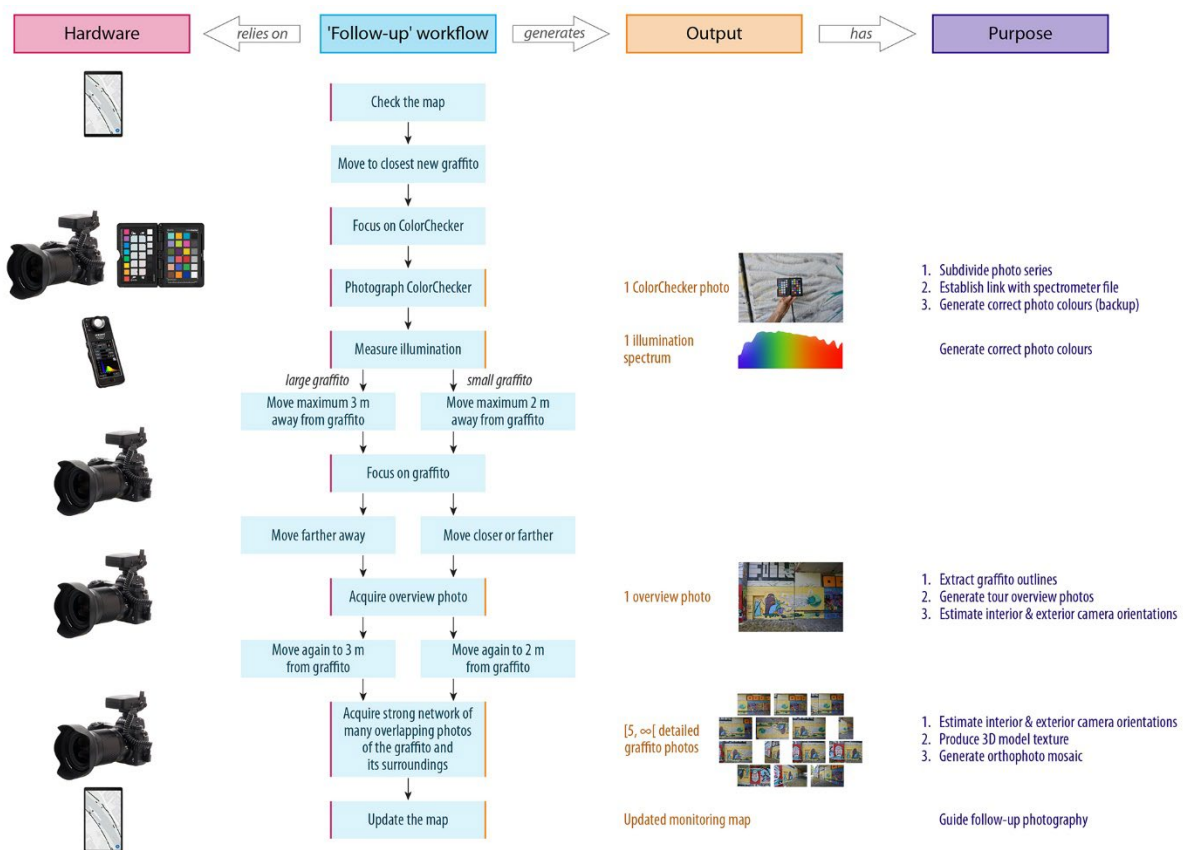 Hardware
relies on
'Follow-up' workflow
generates
Output
has
Purpose
Check the map
Move to closest new graffito
Focus on ColorChecker
Photograph ColorChecker
1 ColorChecker photo
1. Subdivide photo series
2. Establish link with spectrometer file
3. Generate correct photo colours (backup)
Measure illumination
1 illumination
spectrum
Generate correct photo colours
large graffito
small graffito
Move maximum 3 m
away from graffito
Move maximum 2 m
away from graffito
Focus on graffito
Move farther away
Move closer or farther
Acquire overview photo
1 overview photo
1. Extract graffito outlines
2. Generate tour overview photos
3. Estimate interior & exterior camera orientations
Move again to 3 m
from graffito
Move again to 2 m
from graffito
Acquire strong network of
many overlapping photos
of the graffito and
its surroundings
[5, ∞[ detailed
graffito photos
1. Estimate interior & exterior camera orientations
2. Produce 3D model texture
3. Generate orthophoto mosaic
Update the map
Updated monitoring map
Guide follow-up photography